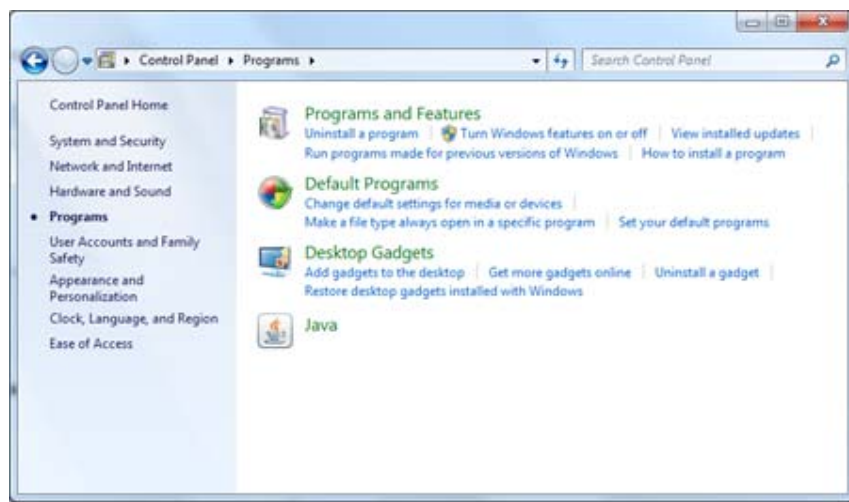 Control Panel ▸ Programs ▸
Search Control Panel
Control Panel Home
System and Security
Network and Internet
Hardware and Sound
Programs
User Accounts and Family
Safety
Appearance and
Personalization
Clock, Language, and Region
Ease of Access
Programs and Features
Uninstall a program | Turn Windows features on or off | View installed updates |
Run programs made for previous versions of Windows | How to install a program
Default Programs
Change default settings for media or devices |
Make a file type always open in a specific program | Set your default programs
Desktop Gadgets
Add gadgets to the desktop | Get more gadgets online | Uninstall a gadget |
Restore desktop gadgets installed with Windows
Java